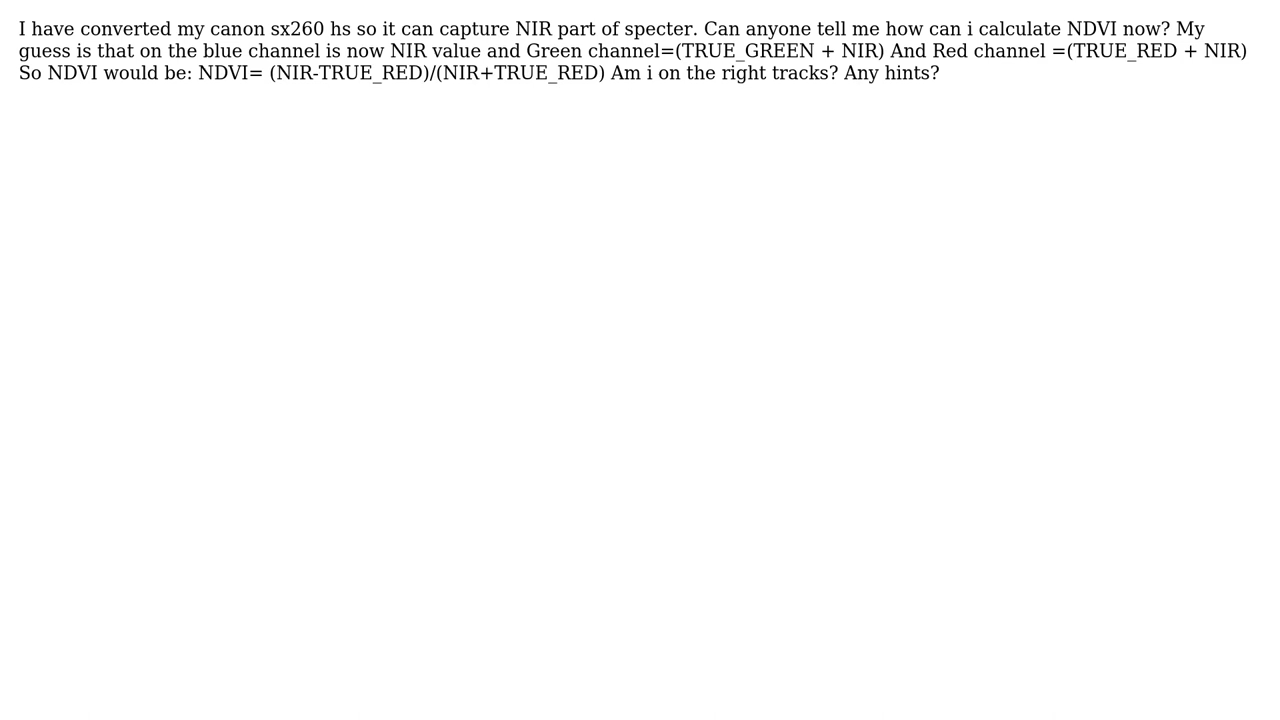 I have converted my canon sx260 hs so it can capture NIR part of specter. Can anyone tell me how can i calculate NDVI now? My
guess is that on the blue channel is now NIR value and Green channel=(TRUE_GREEN + NIR) And Red channel =(TRUE_RED + NIR)
So NDVI would be: NDVI= (NIR-TRUE_RED)/(NIR+TRUE_RED) Am i on the right tracks? Any hints?